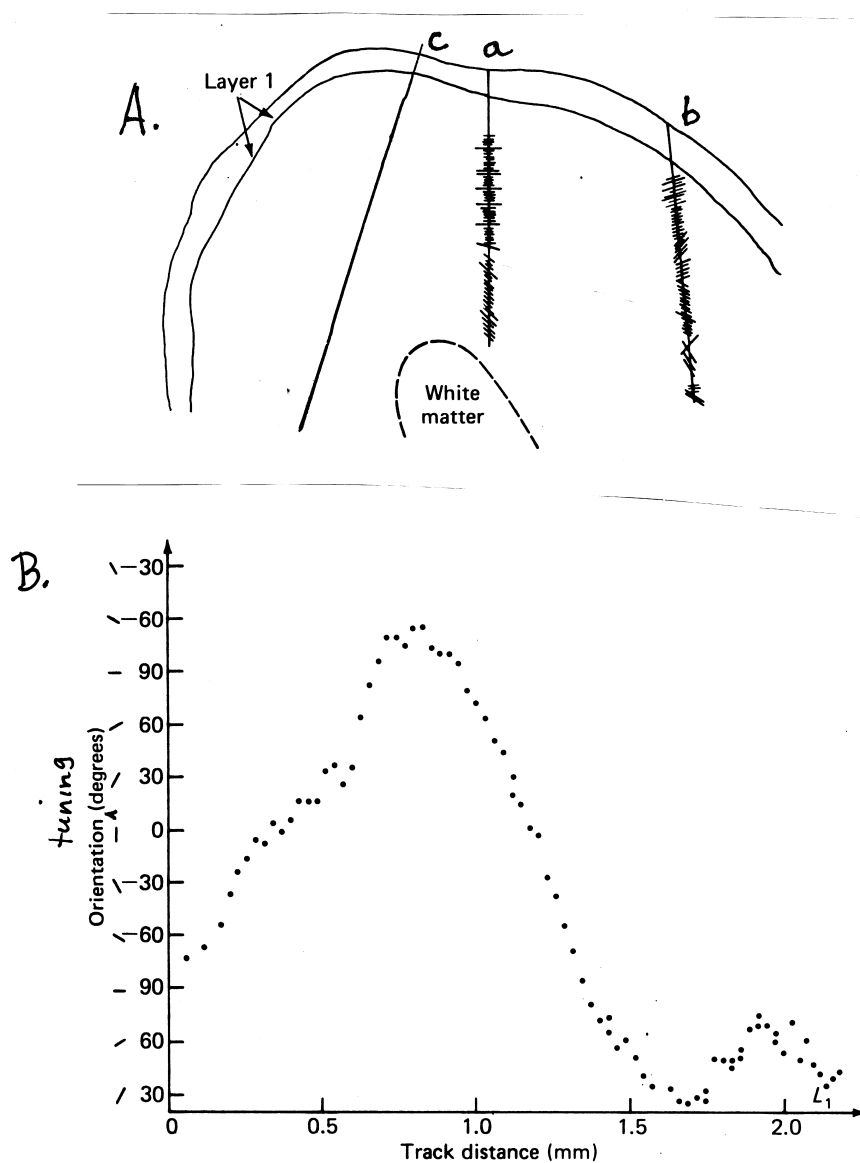 A.
c
a
b
Layer 1
White
matter
B.
tuning
Orientation (degrees)
−30
−60
90
60
30
0
−30
−60
90
60
30
L1
0
0.5
1.0
1.5
2.0
Track distance (mm)